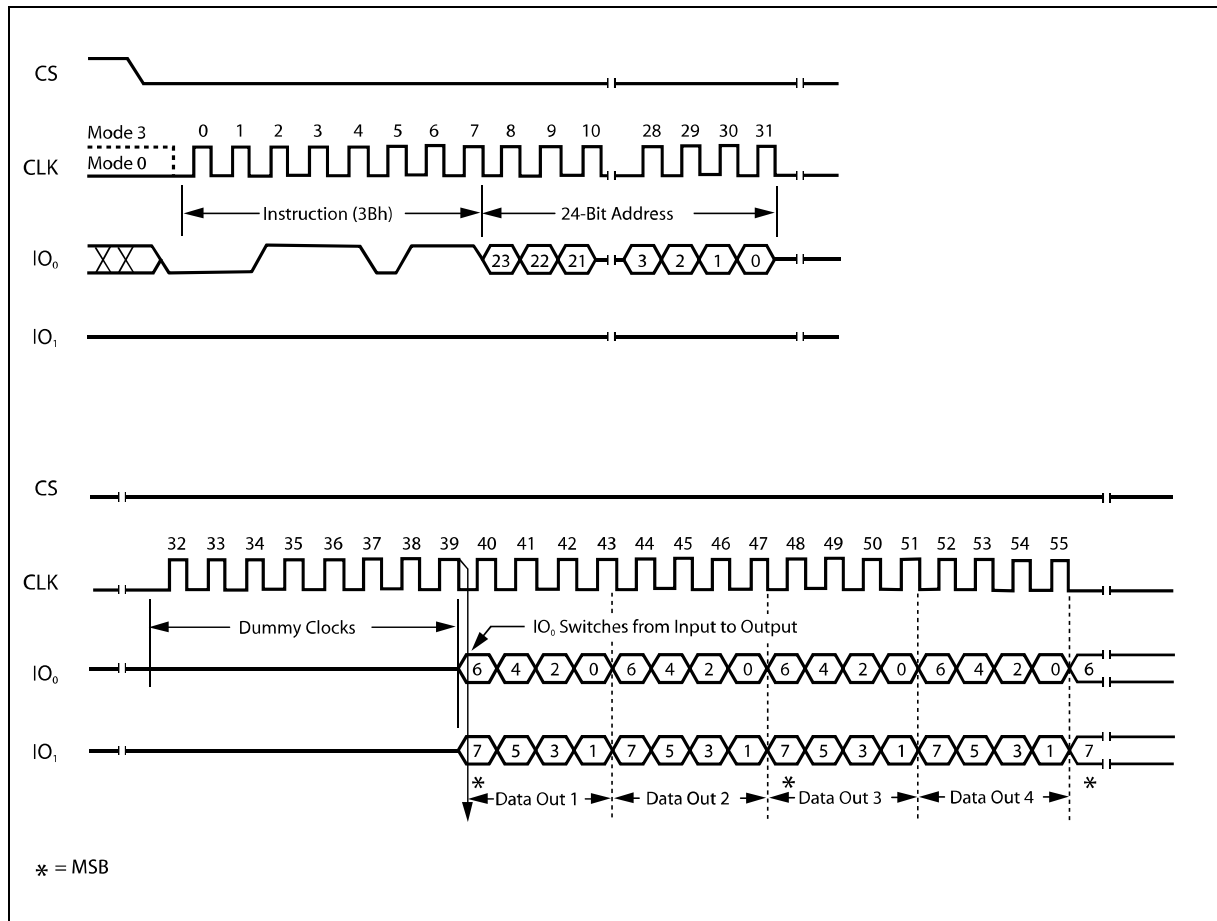 CS
Mode 3 0 1 2 3 4 5 6 7 8 9 10 28 29 30 31
CLK Mode 0
Instruction (3Bh) 24-Bit Address
IO₀ 23 22 21 3 2 1 0
IO₁
CS
32 33 34 35 36 37 38 39 40 41 42 43 44 45 46 47 48 49 50 51 52 53 54 55
CLK
Dummy Clocks IO₀ Switches from Input to Output
IO₀ 6 4 2 0 6 4 2 0 6 4 2 0 6 4 2 0 6
IO₁ 7 5 3 1 7 5 3 1 7 5 3 1 7 5 3 1 7
* * *
Data Out 1 Data Out 2 Data Out 3 Data Out 4
* = MSB